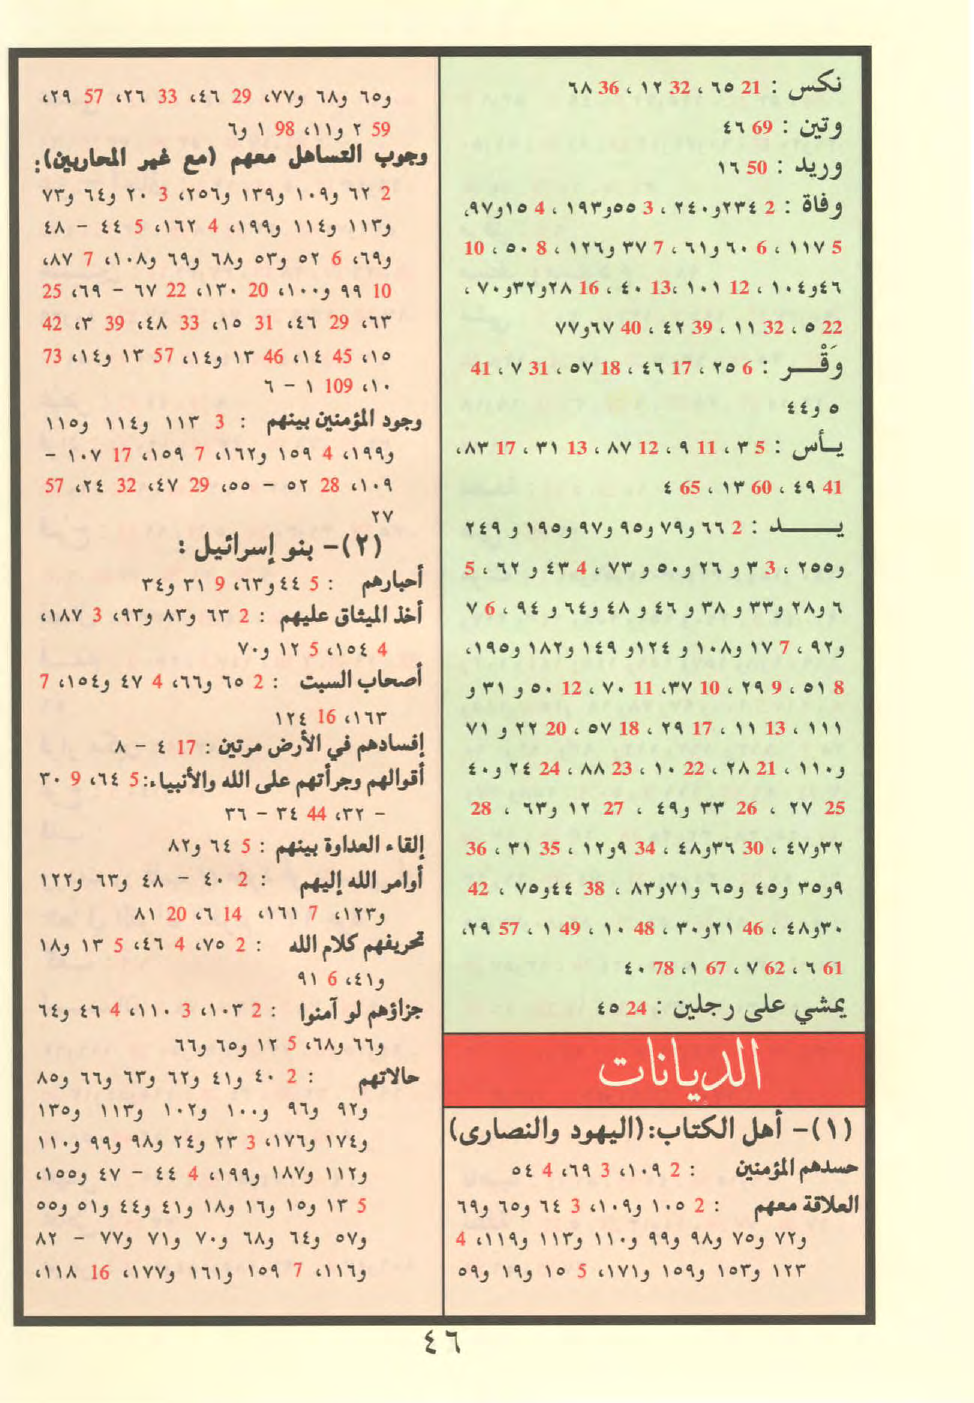 نكس : 21 ٦٥ ، 32 ١٢ ، 36 ٦٨
وتين : 69 ٤٦
وريد : 50 ١٦
وفاة : 2 ٢٣٤و٢٤٠ ، 3 ٥٥و١٩٣ ، 4 ١٥و٩٧،
5 ١١٧ ، 6 ٦٠ و٦١ ، 7 ٣٧ و١٢٦ ، 8 ٥٠ ، 10
٤٦و١٠٤ ، 12 ١٠١ ،13 ٤٠ ، 16 ٢٨و٣٢و٧٠ ،
22 ٥ ، 32 ١١ ، 39 ٤٢ ، 40 ٦٧و٧٧
وَقْـــر : 6 ٢٥ ، 17 ٤٦ ، 18 ٥٧ ، 31 ٧ ، 41
٥ و٤٤
يــأس : 5 ٣ ، 11 ٩ ، 12 ٨٧ ، 13 ٣١ ، 17 ٨٣،
41 ٤٩ ، 60 ١٣ ، 65 ٤
يـــــد : 2 ٦٦ و٧٩ و٩٥ و٩٧ و١٩٥ و ٢٤٩
و٢٥٥ ، 3 ٣ و ٢٦ و٥٠ و ٧٣ ، 4 ٤٣ و ٦٢ ، 5
٦ و٢٨ و٣٣ و ٣٨ و ٤٦ و ٤٨ و٦٤ و ٩٤ ، 6 ٧
و٩٢ ، 7 ١٧ و١٠٨ و ١٢٤و ١٤٩ و١٨٢ و١٩٥،
8 ٥١ ، 9 ٢٩ ، 10 ٣٧، 11 ٧٠ ، 12 ٥٠ و ٣١ و
١١١ ، 13 ١١ ، 17 ٢٩ ، 18 ٥٧ ، 20 ٢٢ و ٧١
و١١٠ ، 21 ٢٨ ، 22 ١٠ ، 23 ٨٨ ، 24 ٢٤ و٤٠
25 ٢٧ ، 26 ٣٣ و٤٩ ، 27 ١٢ و٦٣ ، 28
٣٢و٤٧ ، 30 ٣٦و٤٨ ، 34 ٩و١٢ ، 35 ٣١ ، 36
٩و٣٥ و٤٥ و٦٥ و٧١و٨٣ ، 38 ٤٤و٧٥ ، 42
٣٠و٤٨ ، 46 ٢١و٣٠ ، 48 ١٠ ، 49 ١ ، 57 ٢٩،
61 ٦ ، 62 ٧ ، 67 ١، 78 ٤٠
يمشي على رجلين : 24 ٤٥
الديانات
(١)- أهل الكتاب:(اليهود والنصارى)
حسدهم المؤمنين : 2 ١٠٩، 3 ٦٩، 4 ٥٤
العلاقة معهم : 2 ١٠٥ و١٠٩، 3 ٦٤ و٦٥ و٦٩
و٧٢ و٧٥ و٩٨ و٩٩ و١١٠ و١١٣ و١١٩، 4
١٢٣ و١٥٣ و١٥٩ و١٧١، 5 ١٥ و١٩ و٥٩
و٦٥ و٦٨ و٧٧، 29 ٤٦، 33 ٢٦، 57 ٢٩،
59 ٢ و١١، 98 ١ و٦
وجوب التساهل معهم (مع غير المحاربين):
2 ٦٢ و١٠٩ و١٣٩ و٢٥٦، 3 ٢٠ و٦٤ و٧٣
و١١٣ و١١٤ و١٩٩، 4 ١٦٢، 5 ٤٤ - ٤٨
و٦٩، 6 ٥٢ و٥٣ و٦٨ و٦٩ و١٠٨، 7 ٨٧،
10 ٩٩ و١٠٠، 20 ١٣٠، 22 ٦٧ - ٦٩، 25
٦٣، 29 ٤٦، 31 ١٥، 33 ٤٨، 39 ٣، 42
١٥، 45 ١٤، 46 ١٣ و١٤، 57 ١٣ و١٤، 73
١٠، 109 ١ - ٦
وجود المؤمنين بينهم : 3 ١١٣ و١١٤ و١١٥
و١٩٩، 4 ١٥٩ و١٦٢، 7 ١٥٩، 17 ١٠٧ -
١٠٩، 28 ٥٢ - ٥٥، 29 ٤٧، 32 ٢٤، 57
٢٧
(٢)- بنو إسرائيل :
أحبارهم : 5 ٤٤ و٦٣، 9 ٣١ و٣٤
أخذ الميثاق عليهم : 2 ٦٣ و٨٣ و٩٣، 3 ١٨٧،
4 ١٥٤، 5 ١٢ و٧٠
أصحاب السبت : 2 ٦٥ و٦٦، 4 ٤٧ و١٥٤، 7
١٦٣، 16 ١٢٤
إفسادهم في الأرض مرتين : 17 ٤ - ٨
أقوالهم وجرأتهم على الله والأنبياء: 5 ٦٤، 9 ٣٠
- ٣٢، 44 ٣٤ - ٣٦
إلقاء العداوة بينهم : 5 ٦٤ و٨٢
أوامر الله إليهم : 2 ٤٠ - ٤٨ و٦٣ و١٢٢
و١٢٣، 7 ١٦١، 14 ٦، 20 ٨١
تحريفهم كلام الله : 2 ٧٥، 4 ٤٦، 5 ١٣ و١٨
و٤١، 6 ٩١
جزاؤهم لو آمنوا : 2 ١٠٣، 3 ١١٠، 4 ٤٦ و٦٤
و٦٦ و٦٨، 5 ١٢ و٦٥ و٦٦
حالاتهم : 2 ٤٠ و٤١ و٦٢ و٦٣ و٦٦ و٨٥
و٩٢ و٩٦ و١٠٠ و١٠٢ و١١٣ و١٣٥
و١٧٤ و١٧٦، 3 ٢٣ و٢٤ و٩٨ و٩٩ و١١٠
و١١٢ و١٨٧ و١٩٩، 4 ٤٤ - ٤٧ و١٥٥،
5 ١٣ و١٥ و١٦ و١٨ و٤١ و٤٤ و٥١ و٥٥
و٥٧ و٦٤ و٦٨ و٧٠ و٧١ و٧٧ - ٨٢
و١١٦، 7 ١٥٩ و١٦١ و١٧٧، 16 ١١٨،
٤٦